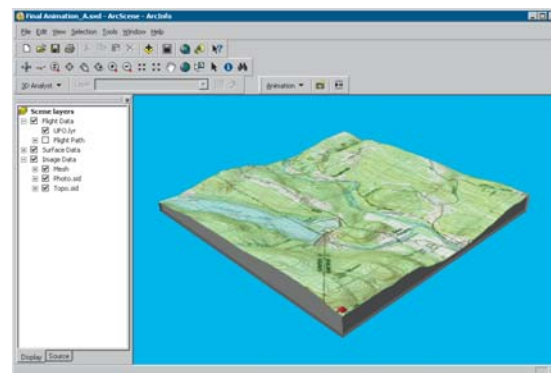 Final Animation_A.sxd - ArcScene - ArcInfo
File Edit View Selection Tools Window Help
3D Analyst Layer
Animation
Scene layers
Flight Data
UFO.lyr
Flight Path
Surface Data
Image Data
Mesh
Photo.sid
Topo.sid
Display Source